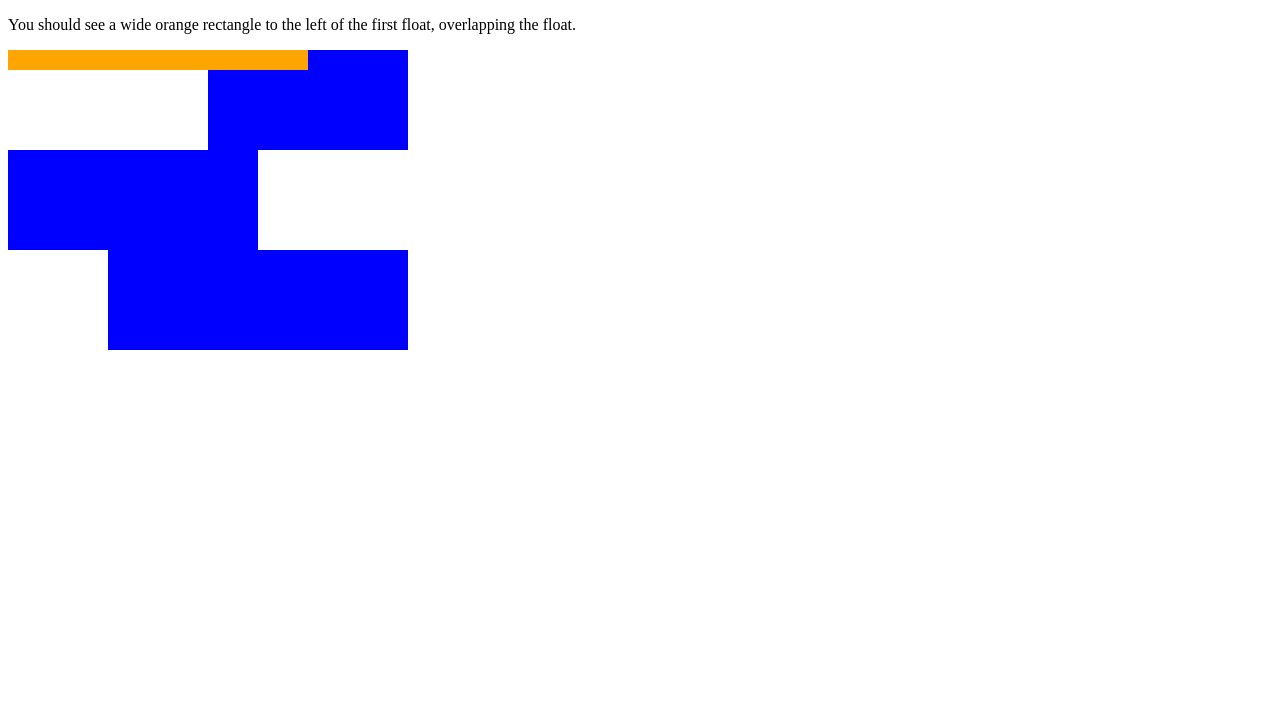 You should see a wide orange rectangle to the left of the first float, overlapping the float.